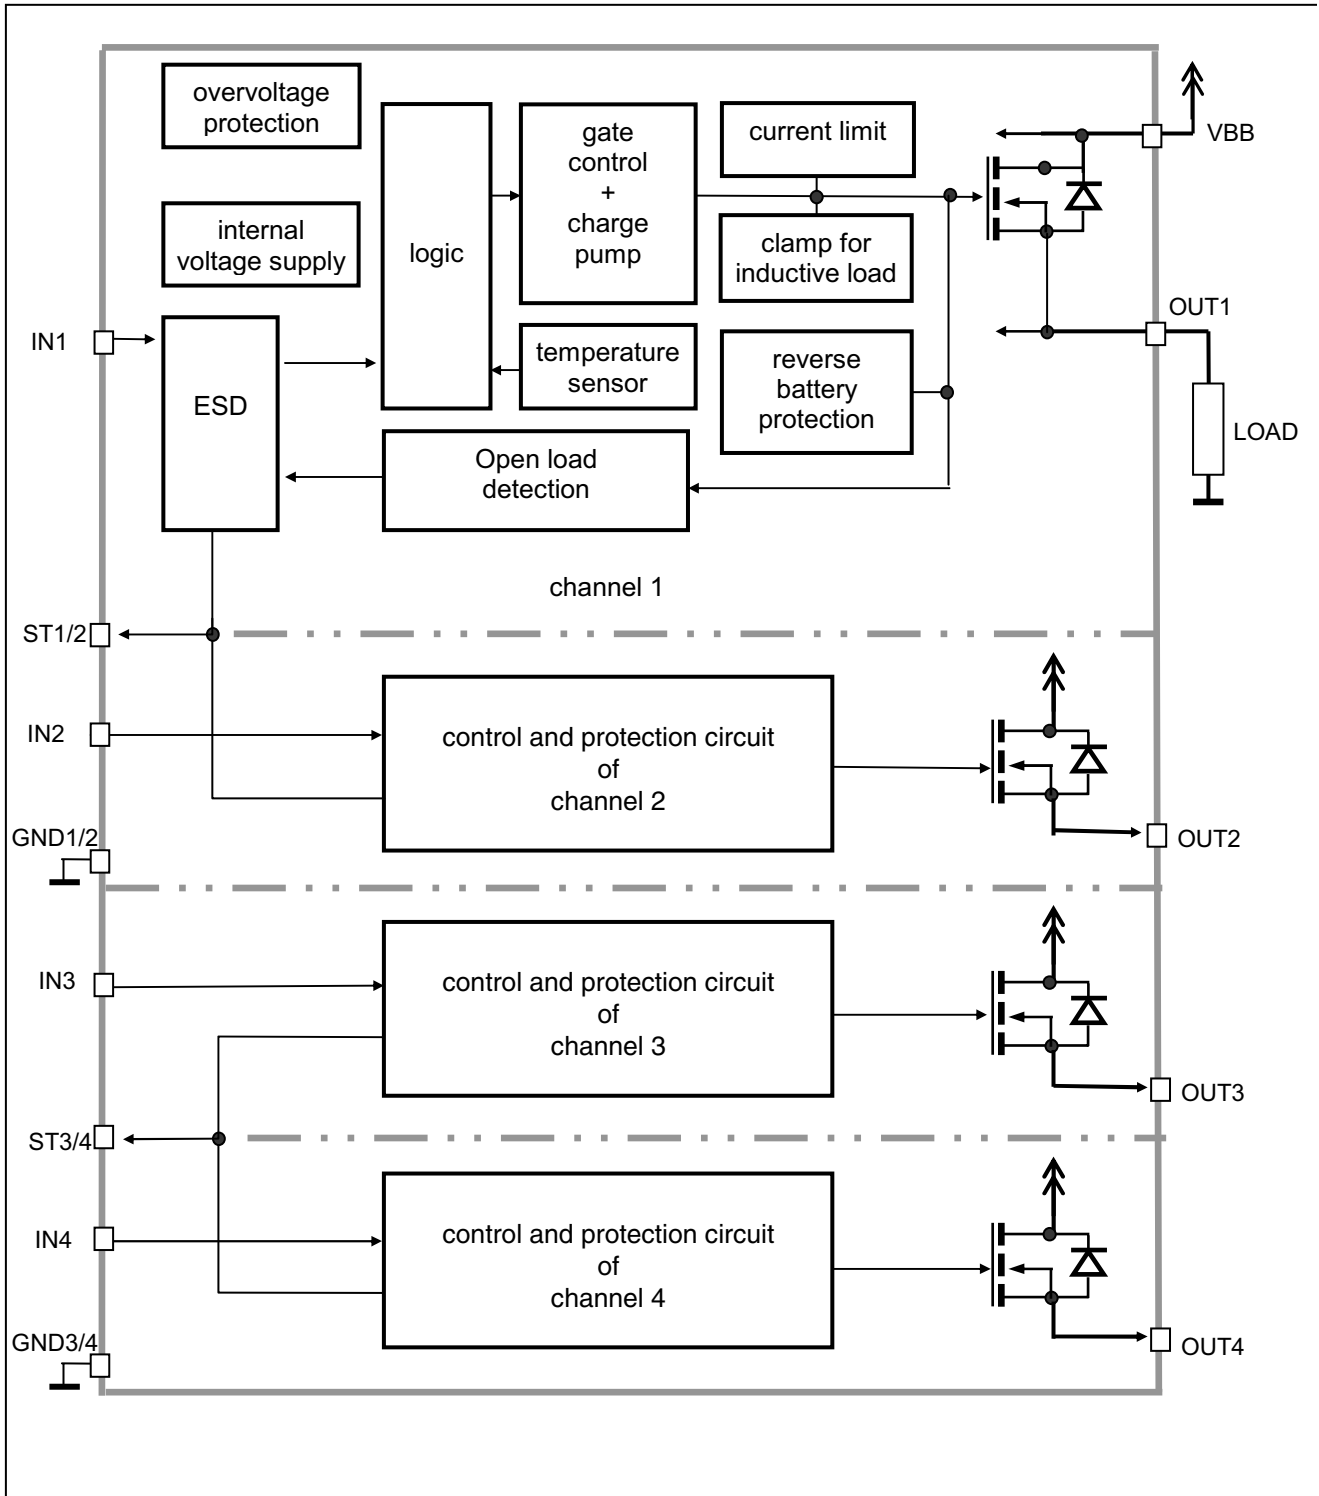 overvoltage
protection
internal
voltage supply
logic
gate
control
+
charge
pump
current limit
clamp for
inductive load
VBB
IN1
ESD
temperature
sensor
reverse
battery
protection
OUT1
LOAD
Open load
detection
channel 1
ST1/2
IN2
control and protection circuit
of
channel 2
GND1/2
OUT2
IN3
control and protection circuit
of
channel 3
OUT3
ST3/4
IN4
control and protection circuit
of
channel 4
GND3/4
OUT4